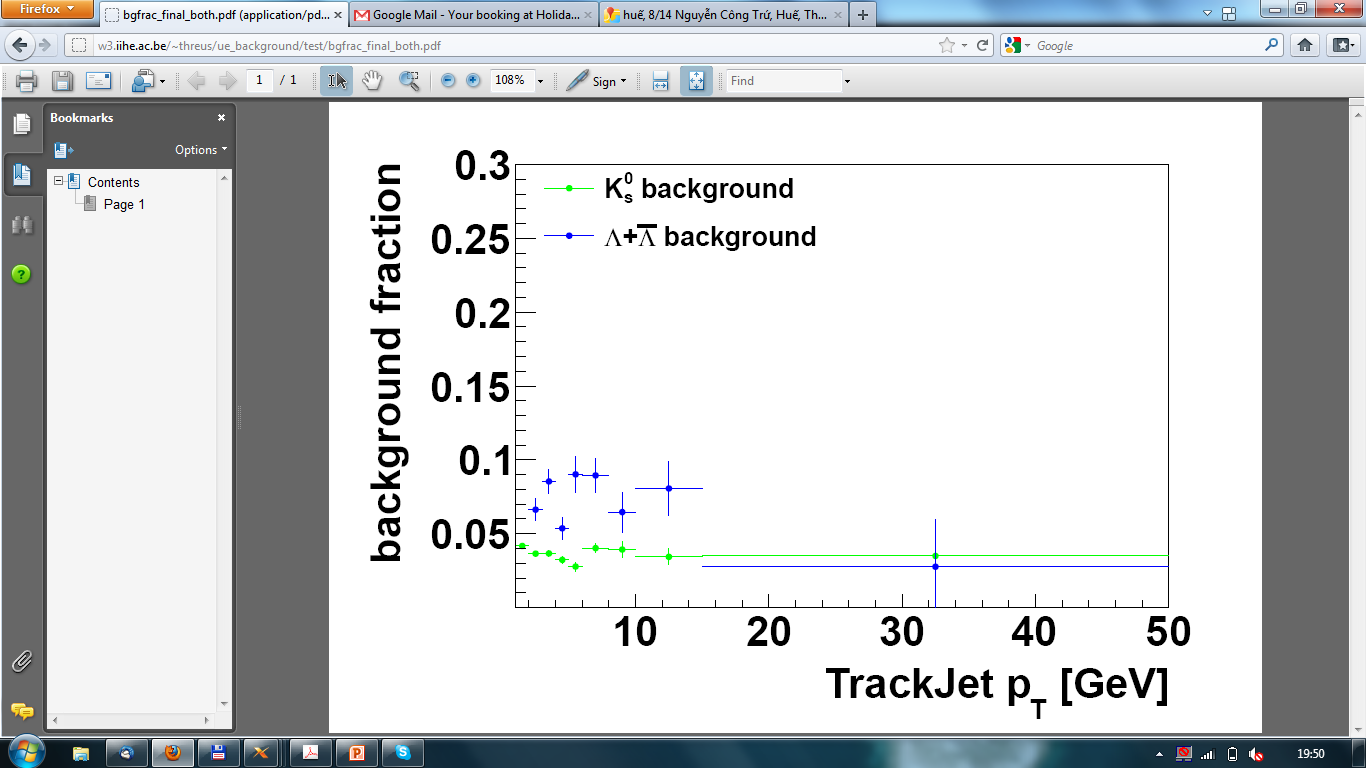 Firefox
bgfrac_final_both.pdf (application/pd...
Google Mail - Your booking at Holida...
huế, 8/14 Nguyễn Công Trứ, Huế, Th...
w3.iihe.ac.be/~threus/ue_background/test/bgfrac_final_both.pdf
Google
1 / 1
108%
Sign
Find
Bookmarks
Options
Contents
Page 1
background fraction
0.3
0.25
0.2
0.15
0.1
0.05
K⁰ₛ background
Λ+Λ̅ background
10 20 30 40 50
TrackJet p_T [GeV]
19:50